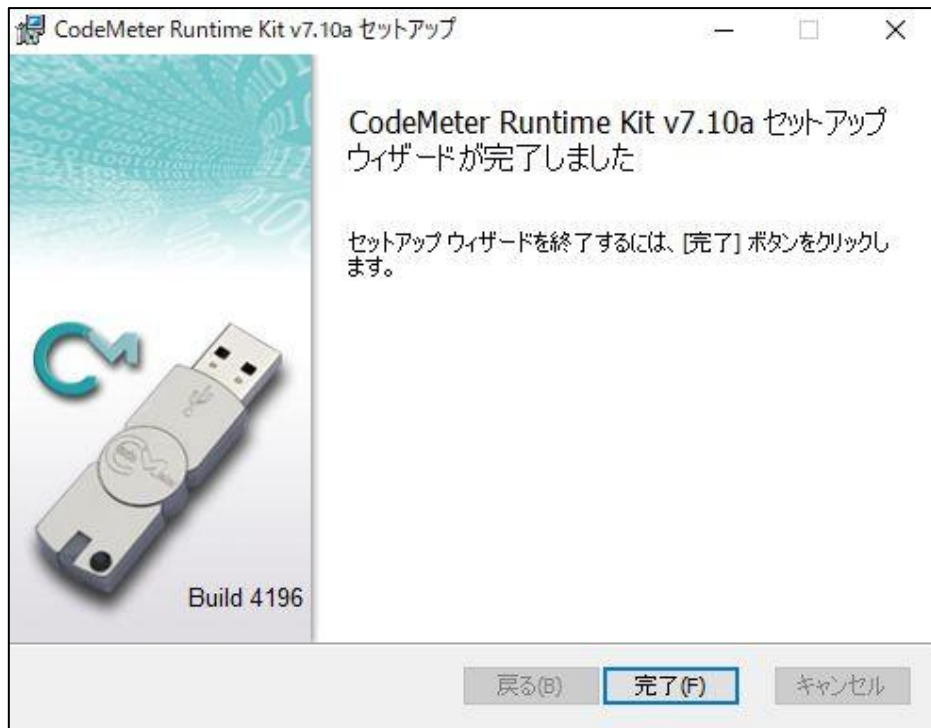 CodeMeter Runtime Kit v7.10a セットアップ
CodeMeter Runtime Kit v7.10a セットアップ
ウィザードが完了しました
セットアップ ウィザードを終了するには、[完了] ボタンをクリックし
ます。
Build 4196
戻る(B)
完了(F)
キャンセル